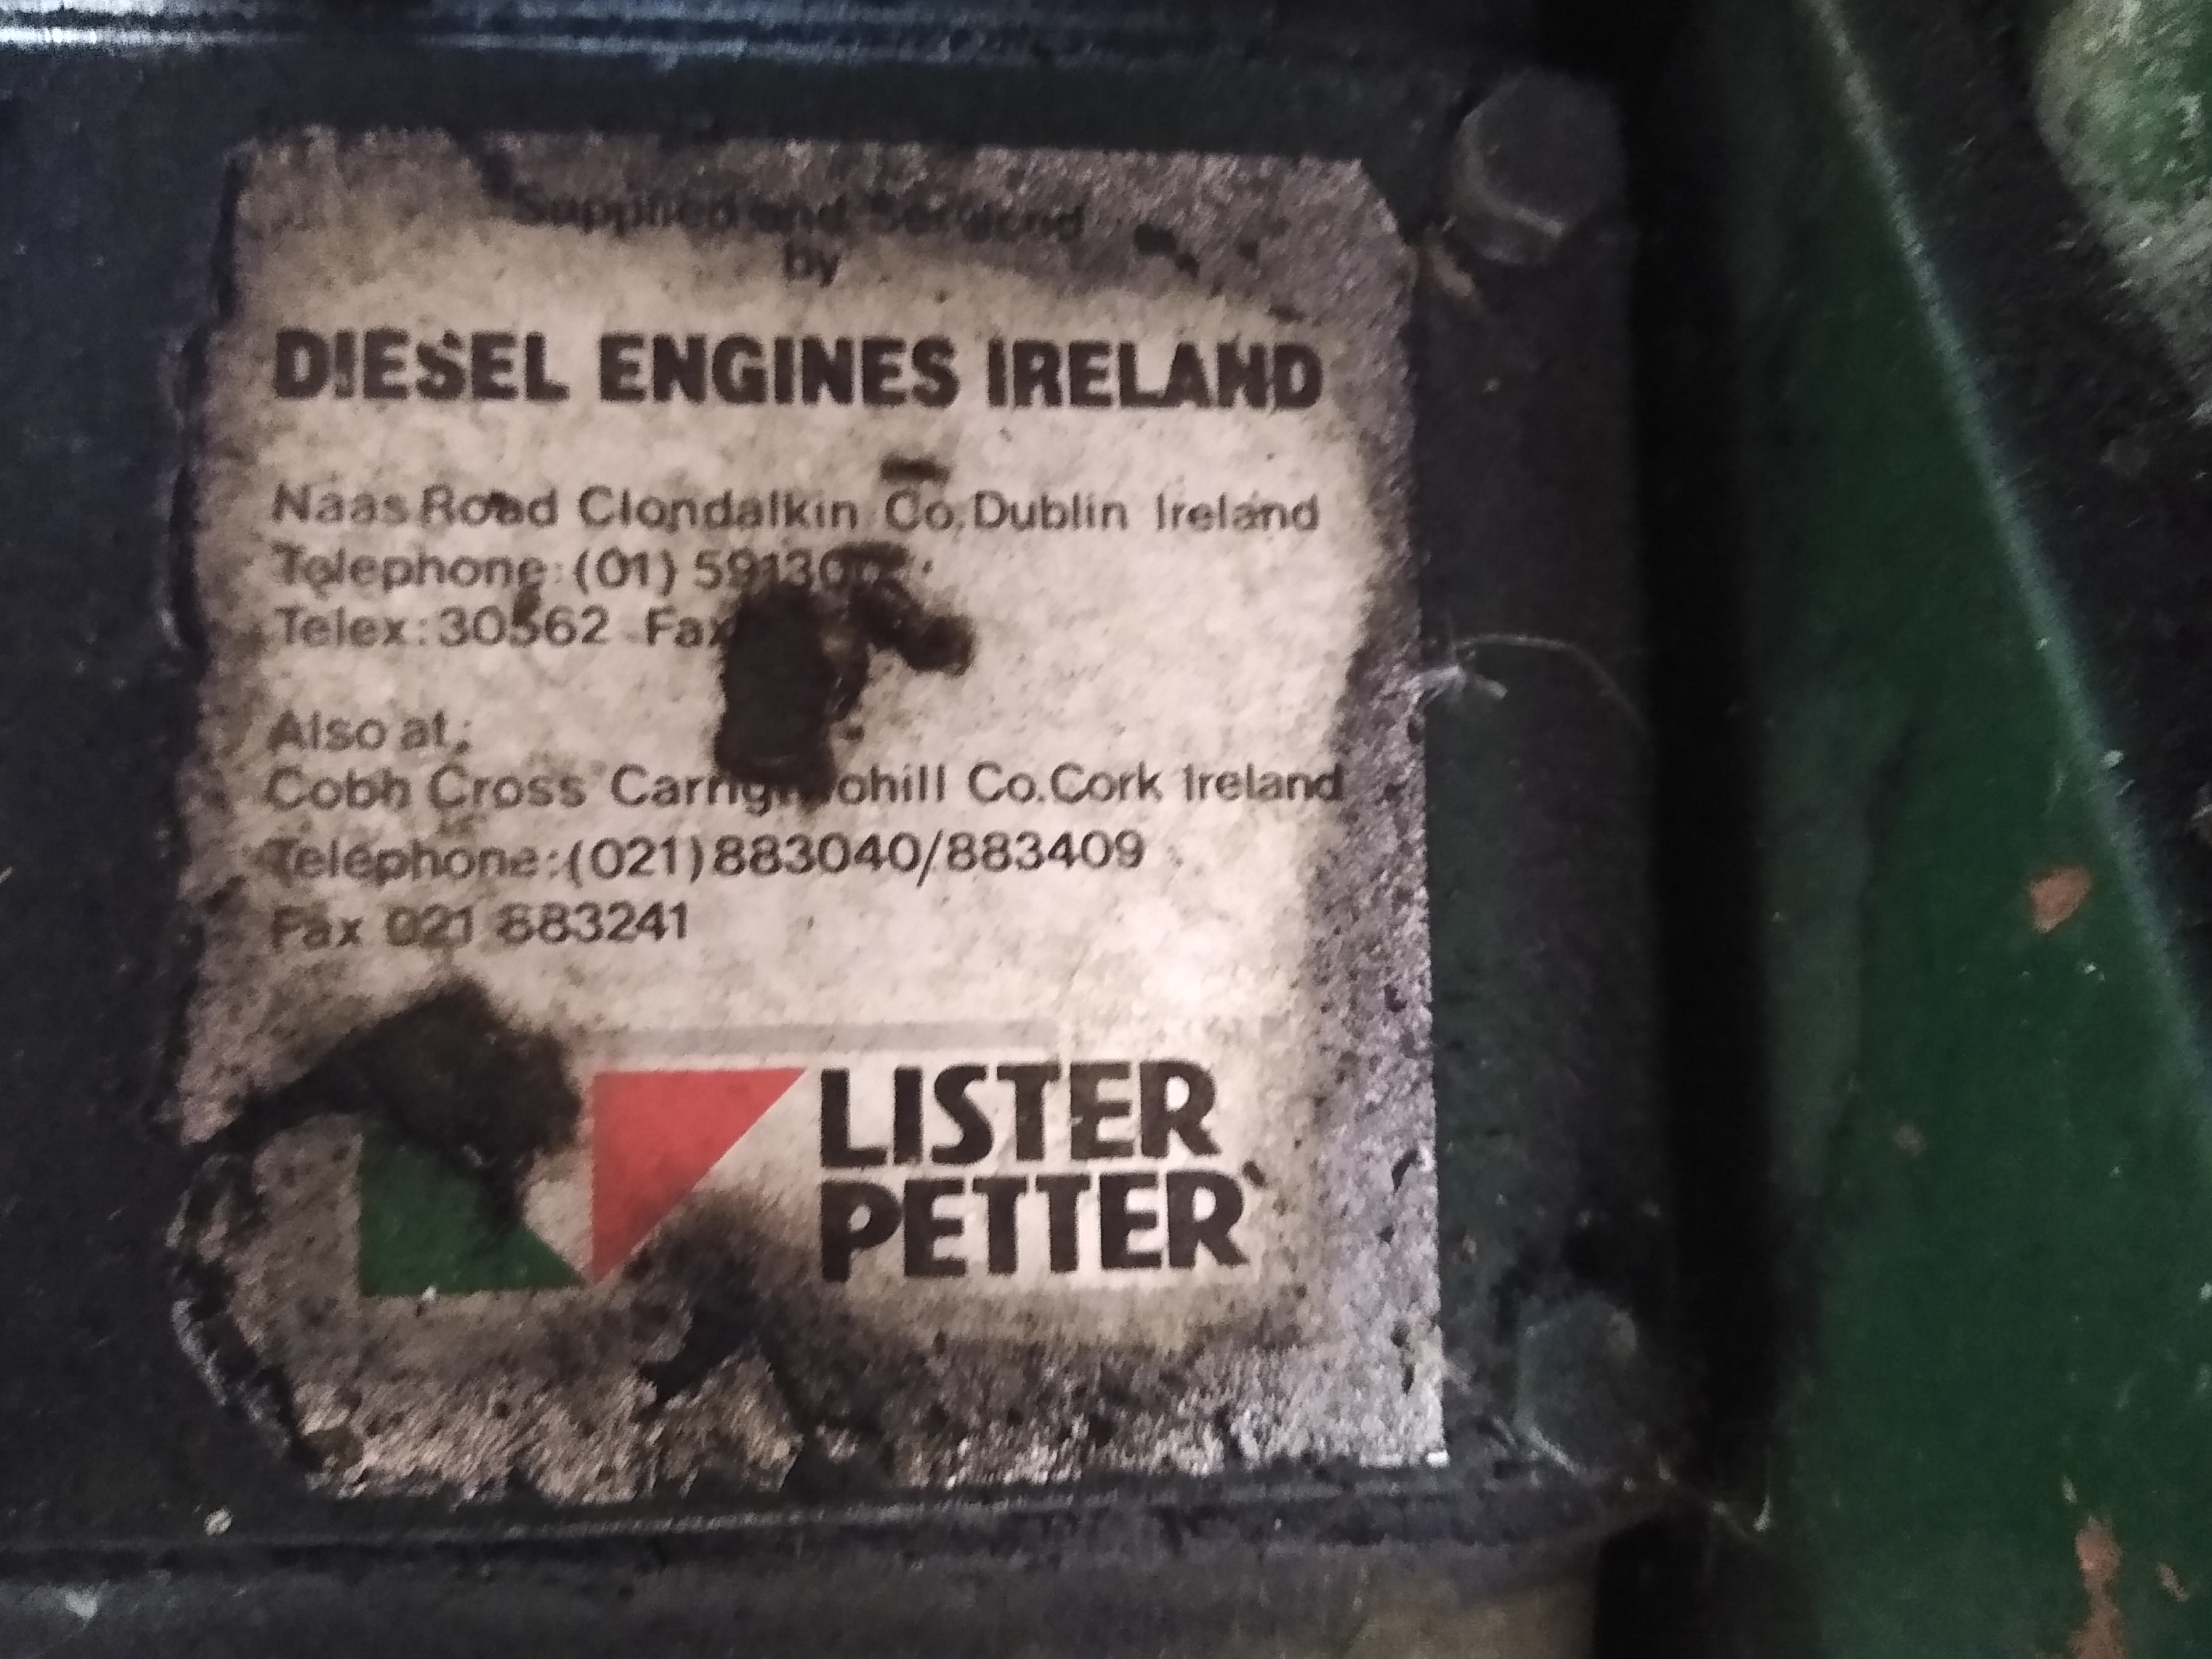 Supplied and Serviced
by
DIESEL ENGINES IRELAND
Naas Road Clondalkin Co.Dublin Ireland
Telephone: (01)
Telex: 30562 Fax
Also at;
Cobh Cross Co.Cork Ireland
Telephone:(021)883040/883409
Fax 021 883241
LISTER
PETTER